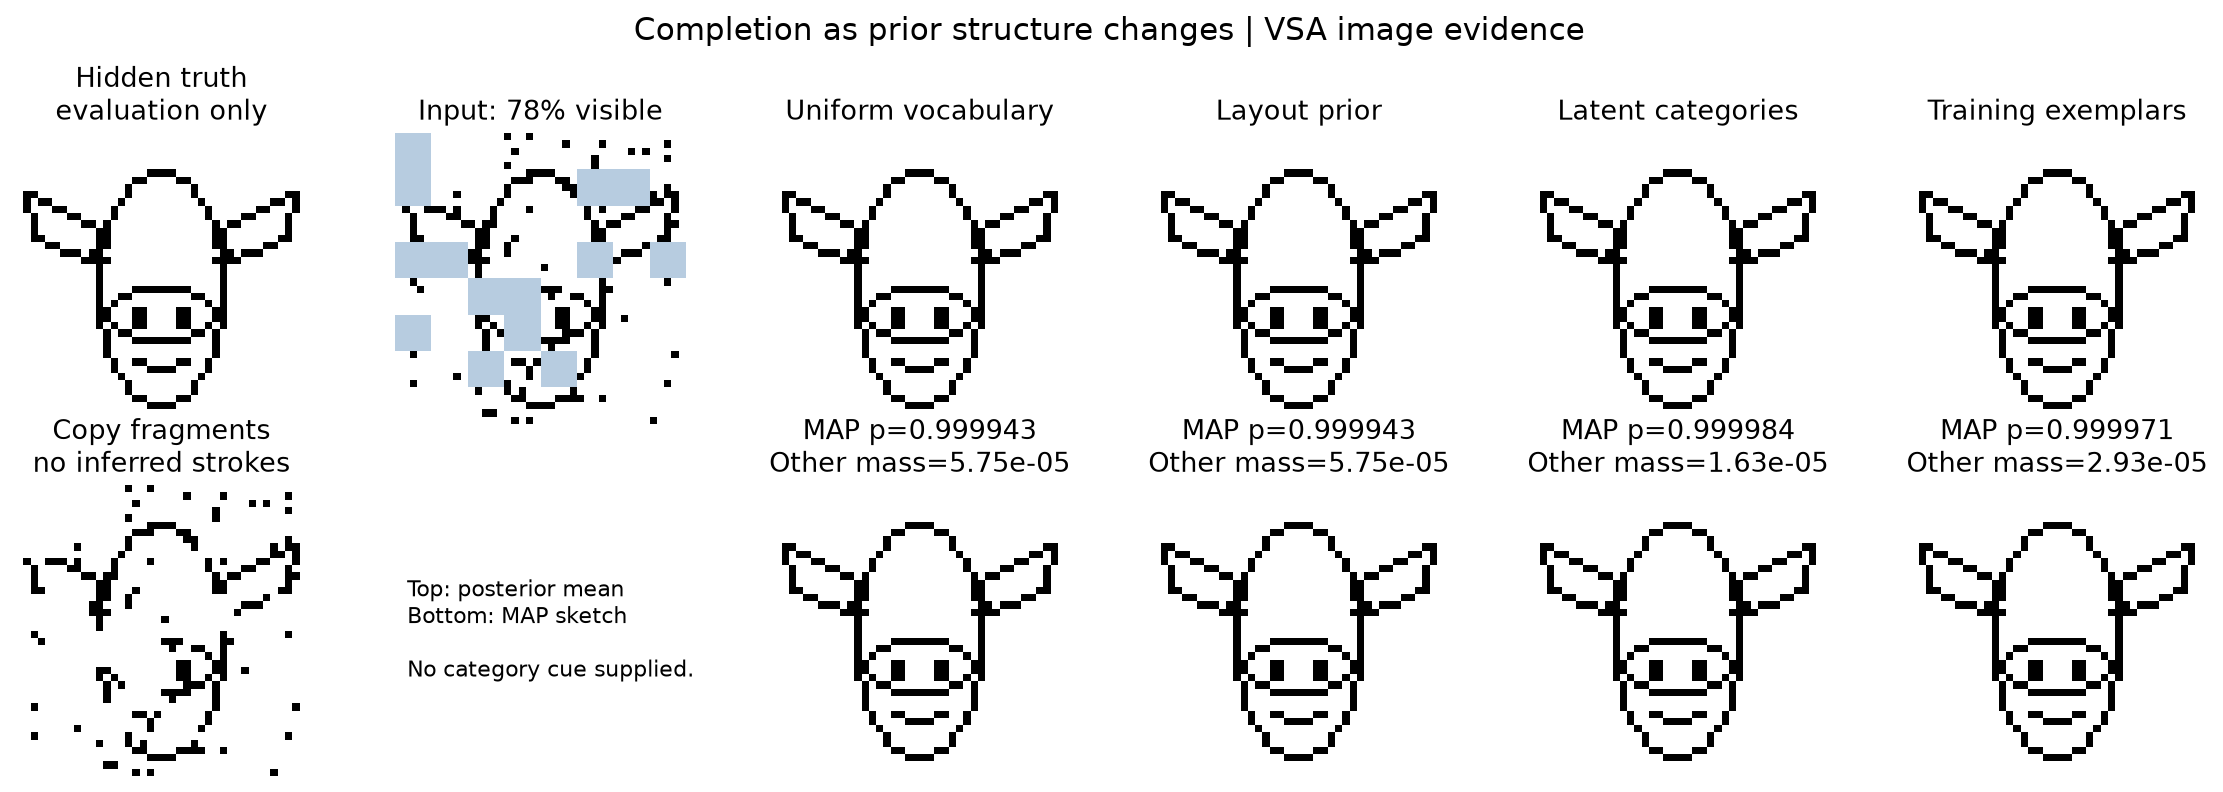 Completion as prior structure changes | VSA image evidence
Hidden truth
evaluation only
Input: 78% visible
Uniform vocabulary
Layout prior
Latent categories
Training exemplars
Copy fragments
no inferred strokes
MAP p=0.999943
Other mass=5.75e-05
MAP p=0.999943
Other mass=5.75e-05
MAP p=0.999984
Other mass=1.63e-05
MAP p=0.999971
Other mass=2.93e-05
Top: posterior mean
Bottom: MAP sketch
No category cue supplied.